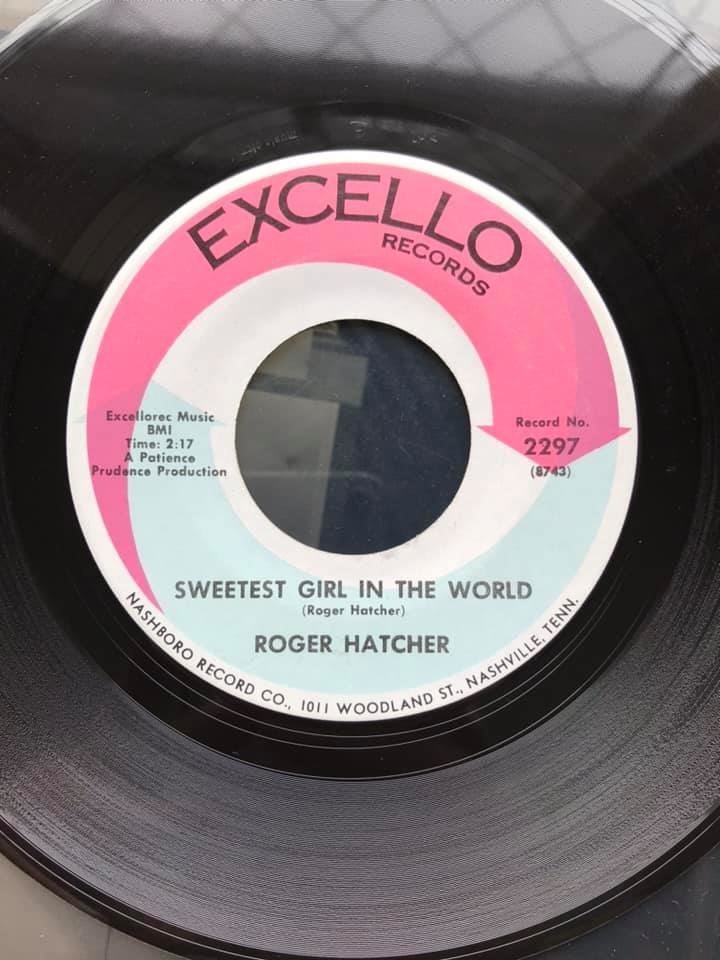 EXCELLO
RECORDS
Excellorec Music
BMI
Time: 2:17
A Patience
Prudence Production
Record No.
2297
(8743)
SWEETEST GIRL IN THE WORLD
(Roger Hatcher)
ROGER HATCHER
NASHBORO RECORD CO., 1011 WOODLAND ST., NASHVILLE, TENN.